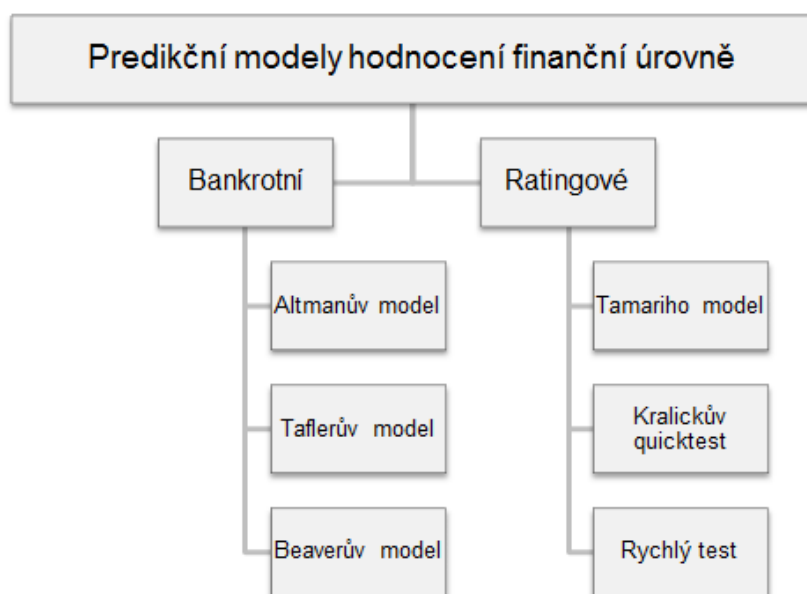 Predikční modely hodnocení finanční úrovně
Bankrotní
Ratingové
Altmanův model
Tamariho model
Taflerův model
Kralickův
quicktest
Beaverův model
Rychlý test